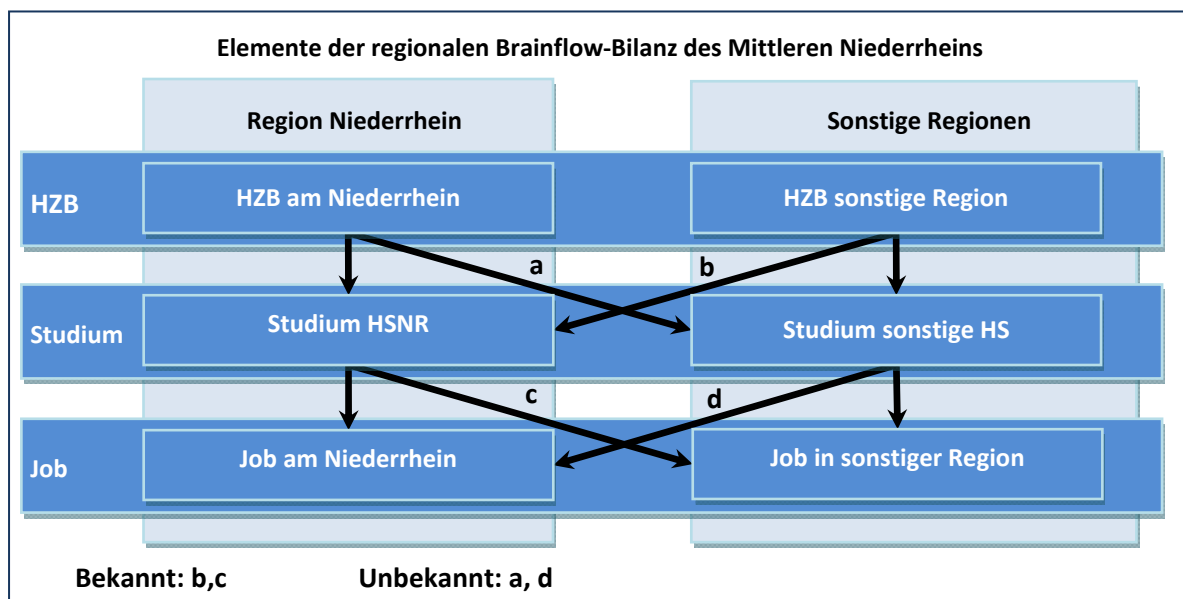 Elemente der regionalen Brainflow-Bilanz des Mittleren Niederrheins
Region Niederrhein
Sonstige Regionen
HZB
HZB am Niederrhein
HZB sonstige Region
a
b
Studium
Studium HSNR
Studium sonstige HS
c
d
Job
Job am Niederrhein
Job in sonstiger Region
Bekannt: b,c
Unbekannt: a, d